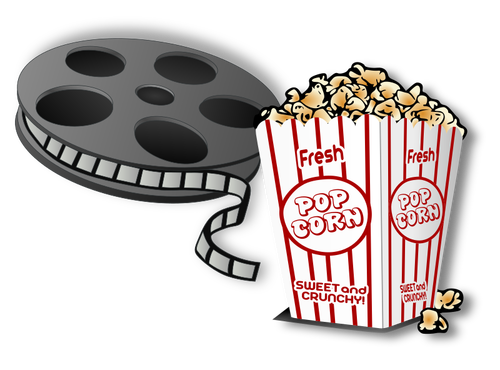 Fresh
POP
CORN
SWEET and
CRUNCHY!
Fresh
POP
CORN
SWEET and
CRUNCHY!